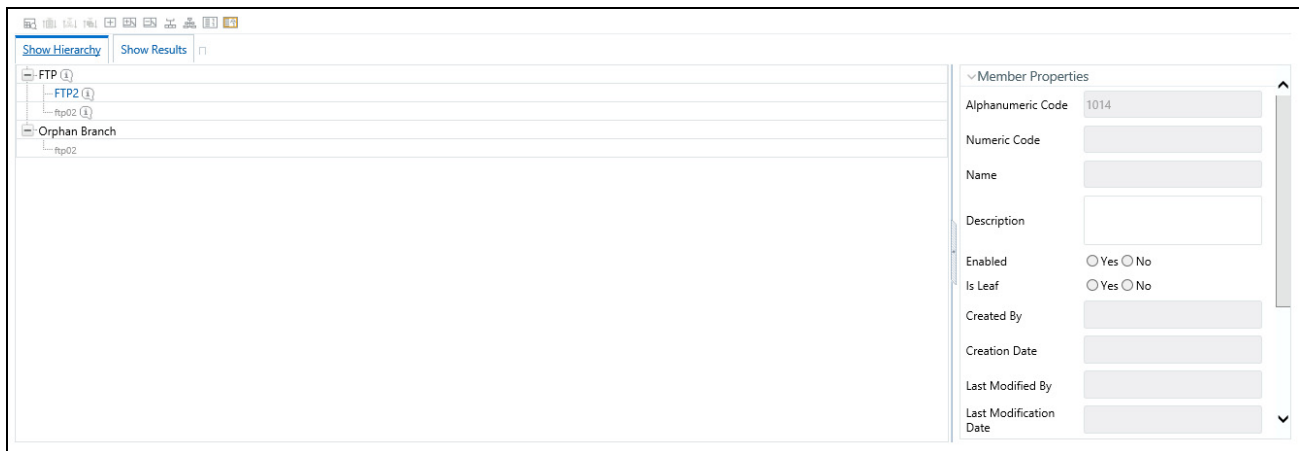 Show Hierarchy Show Results
FTP
FTP2
ftp02
Orphan Branch
ftp02
Member Properties
Alphanumeric Code 1014
Numeric Code
Name
Description
Enabled Yes No
Is Leaf Yes No
Created By
Creation Date
Last Modified By
Last Modification
Date